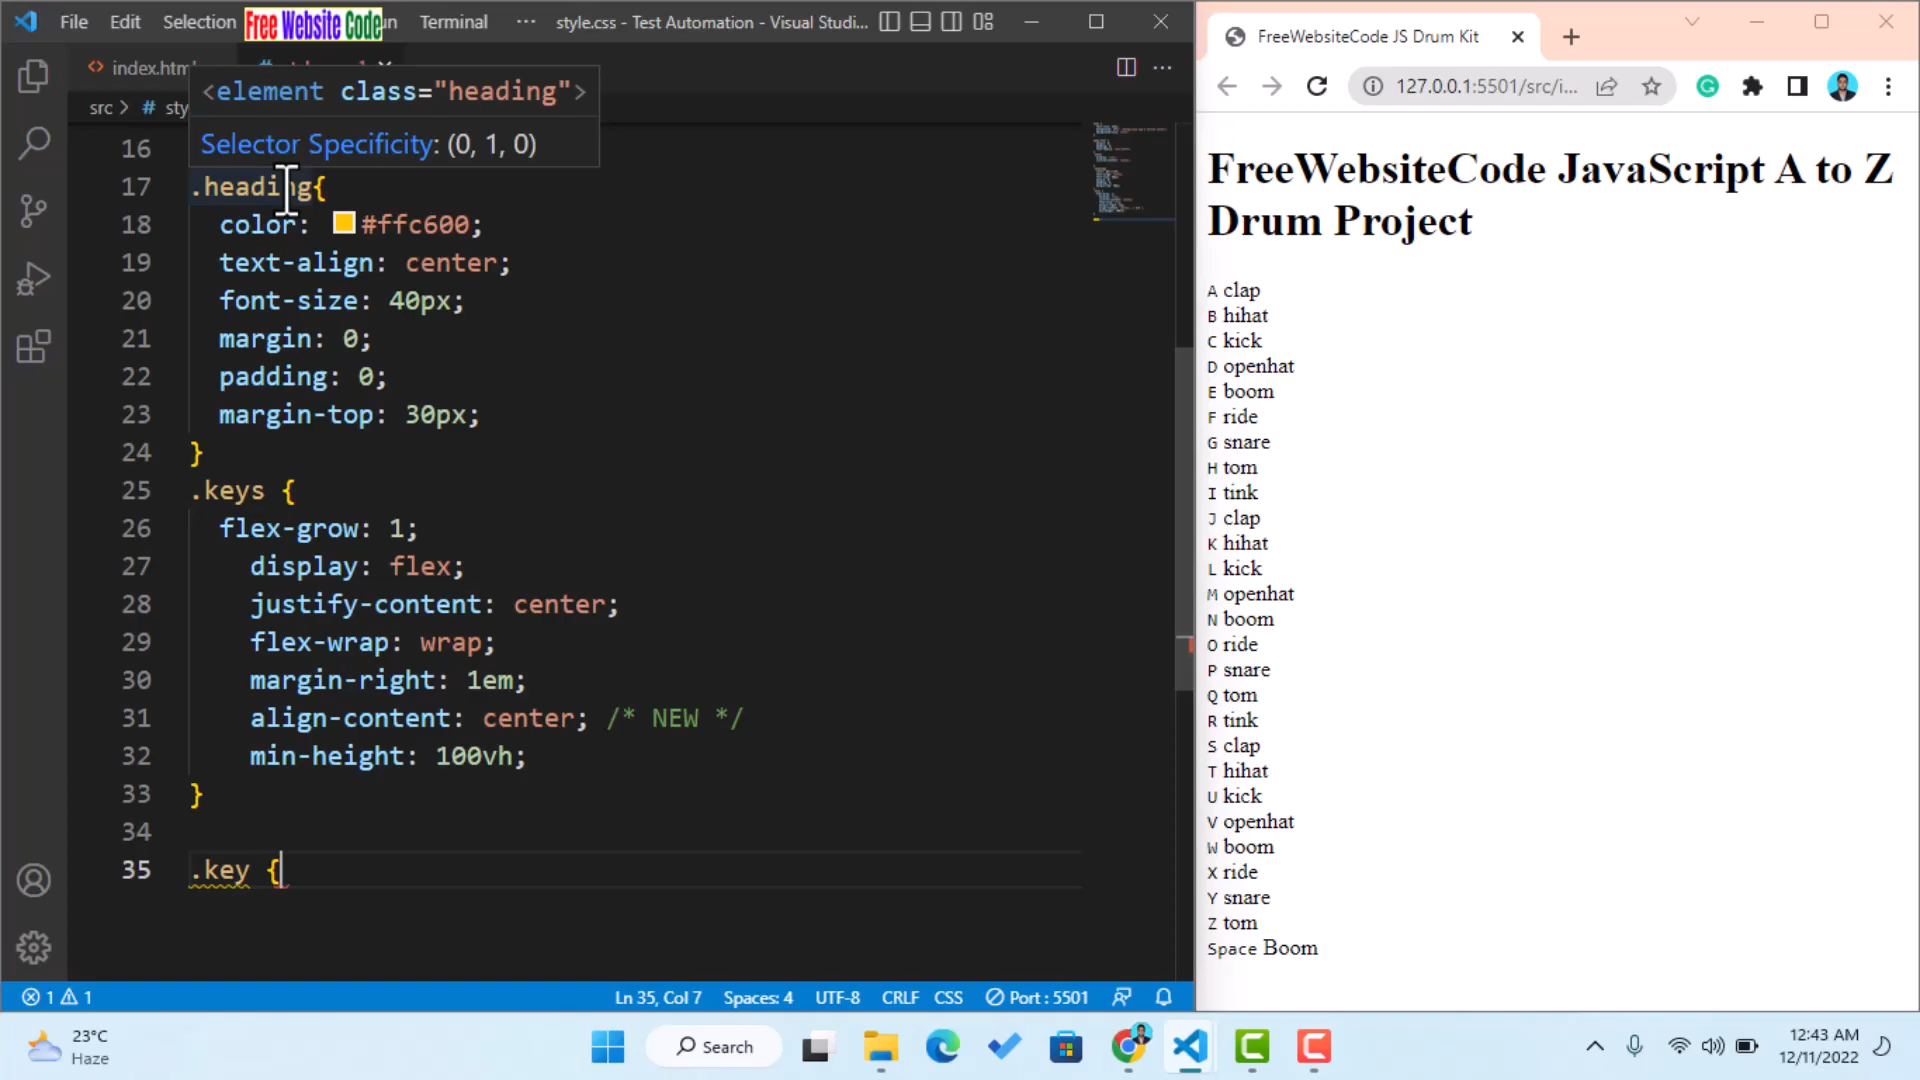 File Edit Selection Free Website Code Terminal ··· style.css - Test Automation - Visual Studi...
index.htm
<element class="heading">
src > # sty
Selector Specificity: (0, 1, 0)
16
17 .heading{
18 color: #ffc600;
19 text-align: center;
20 font-size: 40px;
21 margin: 0;
22 padding: 0;
23 margin-top: 30px;
24 }
25 .keys {
26 flex-grow: 1;
27 display: flex;
28 justify-content: center;
29 flex-wrap: wrap;
30 margin-right: 1em;
31 align-content: center; /* NEW */
32 min-height: 100vh;
33 }
34
35 .key {
1 1 Ln 35, Col 7 Spaces: 4 UTF-8 CRLF CSS Port : 5501
FreeWebsiteCode JS Drum Kit
127.0.0.1:5501/src/i...
FreeWebsiteCode JavaScript A to Z
Drum Project
A clap
B hihat
C kick
D openhat
E boom
F ride
G snare
H tom
I tink
J clap
K hihat
L kick
M openhat
N boom
O ride
P snare
Q tom
R tink
S clap
T hihat
U kick
V openhat
W boom
X ride
Y snare
Z tom
Space Boom
23°C
Haze
Search
12:43 AM
12/11/2022